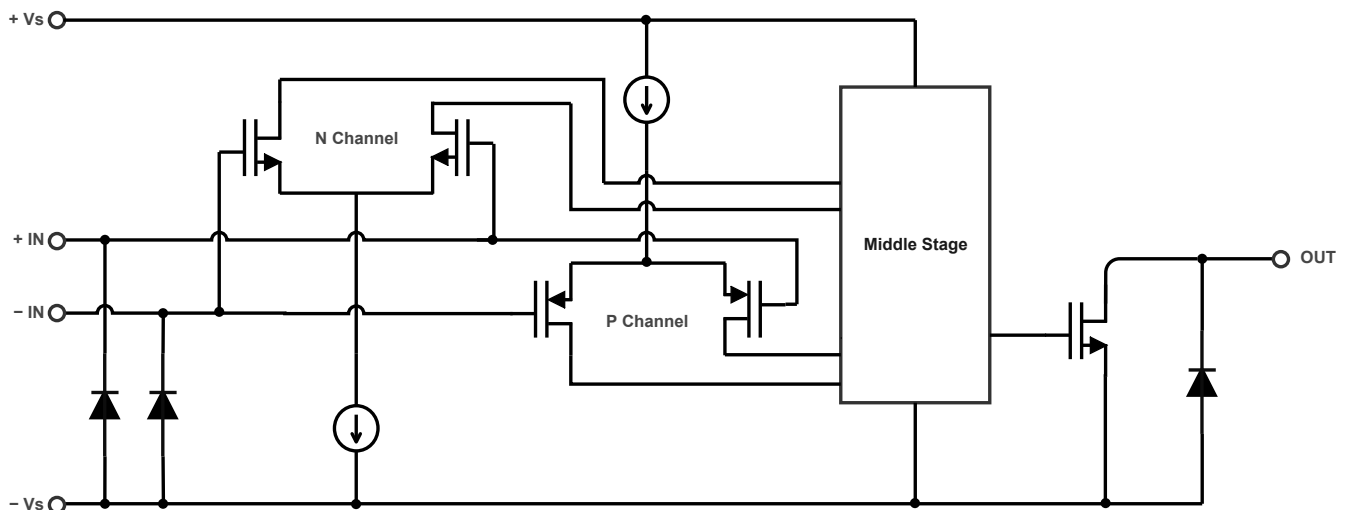 + Vs
N Channel
+ IN
Middle Stage
OUT
− IN
P Channel
− Vs